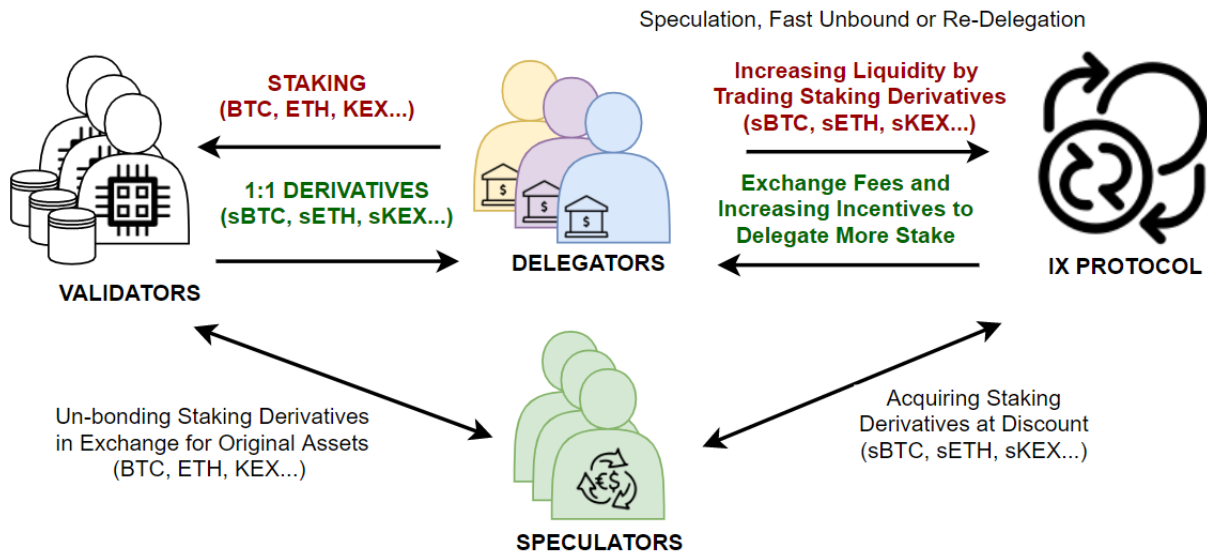 Speculation, Fast Unbound or Re-Delegation
STAKING
(BTC, ETH, KEX...)
1:1 DERIVATIVES
(sBTC, sETH, sKEX...)
VALIDATORS
$
$
$
DELEGATORS
Increasing Liquidity by
Trading Staking Derivatives
(sBTC, sETH, sKEX...)
Exchange Fees and
Increasing Incentives to
Delegate More Stake
IX PROTOCOL
Un-bonding Staking Derivatives
in Exchange for Original Assets
(BTC, ETH, KEX...)
€$
SPECULATORS
Acquiring Staking
Derivatives at Discount
(sBTC, sETH, sKEX...)